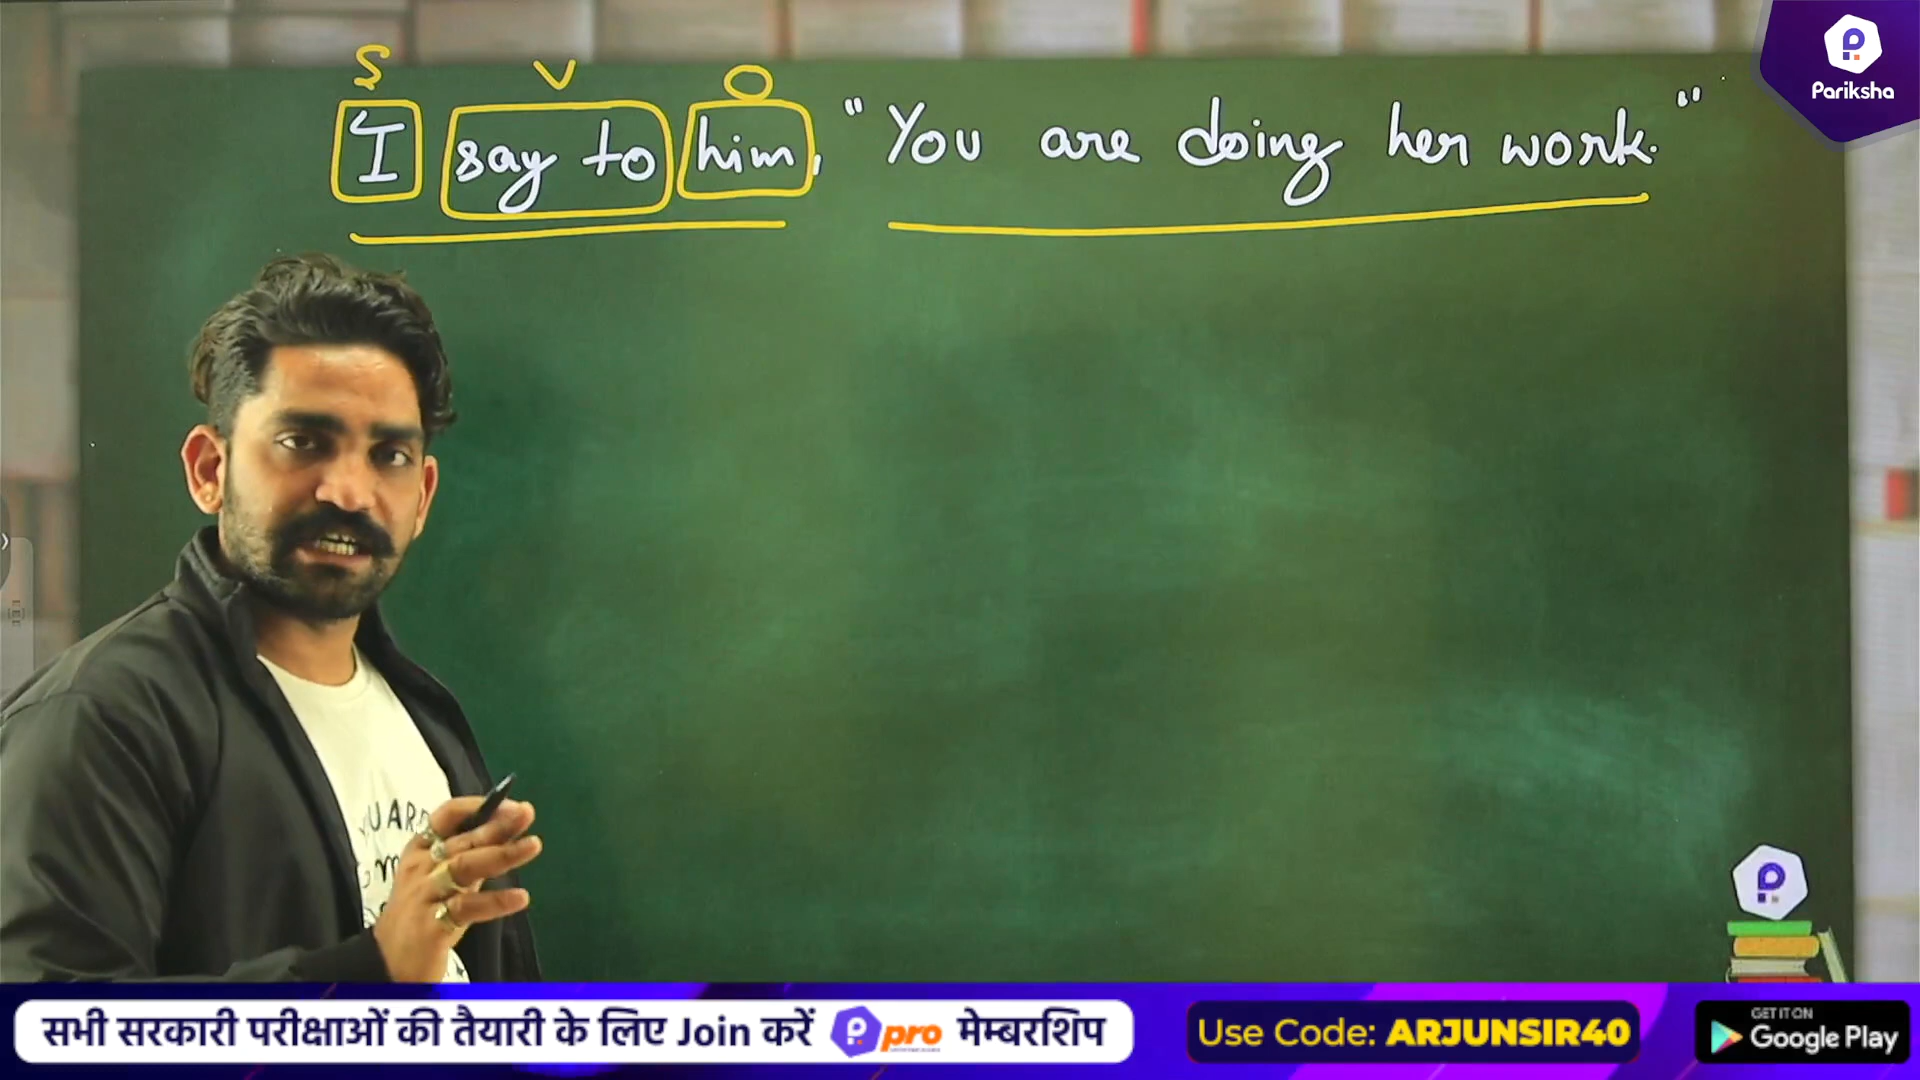 S V O
I say to him, "You are doing her work."
Pariksha
UARD
सभी सरकारी परीक्षाओं की तैयारी के लिए Join करें pro मेम्बरशिप
Use Code: ARJUNSIR40
GET IT ON
Google Play